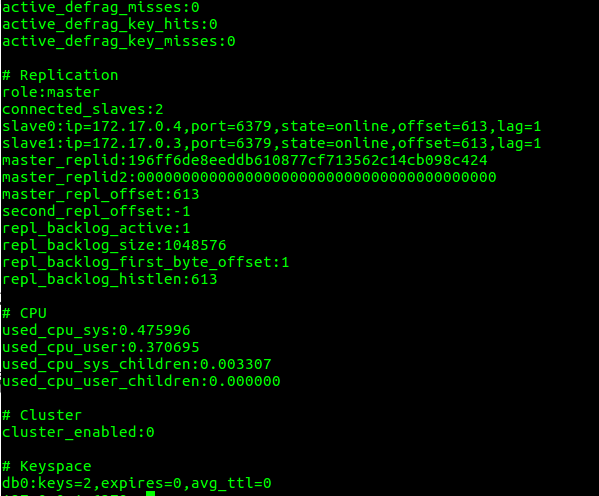 active_defrag_misses:0
active_defrag_key_hits:0
active_defrag_key_misses:0
# Replication
role:master
connected_slaves:2
slave0:ip=172.17.0.4,port=6379,state=online,offset=613,lag=1
slave1:ip=172.17.0.3,port=6379,state=online,offset=613,lag=1
master_replid:196ff6de8eeddb610877cf713562c14cb098c424
master_replid2:0000000000000000000000000000000000000000
master_repl_offset:613
second_repl_offset:-1
repl_backlog_active:1
repl_backlog_size:1048576
repl_backlog_first_byte_offset:1
repl_backlog_histlen:613
# CPU
used_cpu_sys:0.475996
used_cpu_user:0.370695
used_cpu_sys_children:0.003307
used_cpu_user_children:0.000000
# Cluster
cluster_enabled:0
# Keyspace
db0:keys=2,expires=0,avg_ttl=0